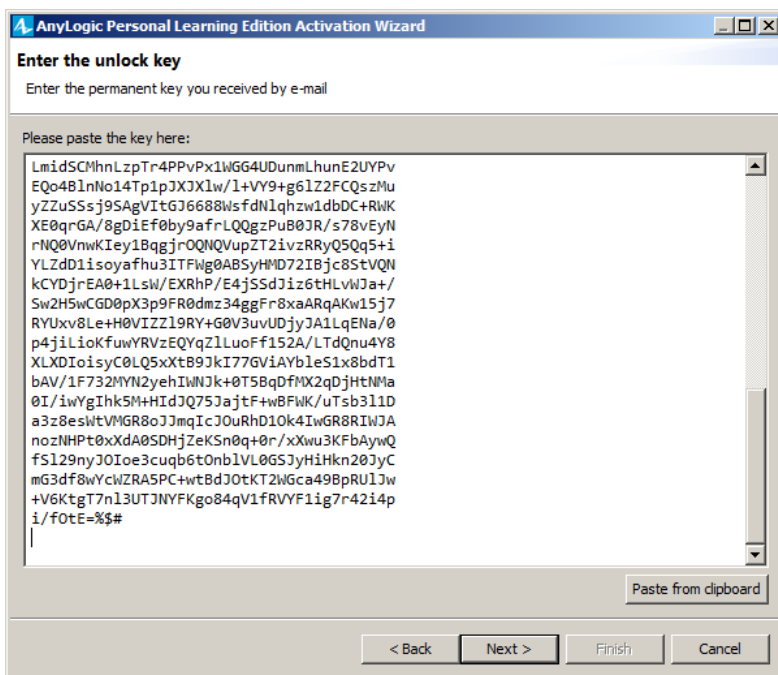 AnyLogic Personal Learning Edition Activation Wizard
Enter the unlock key
Enter the permanent key you received by e-mail
Please paste the key here:
LmidSCMhnLzpTr4PPvPx1WGG4UDunmLhunE2UYPv
EQo4BlnNo14Tp1pJXJXlw/l+VY9+g6lZ2FCQszMu
yZZuSSsj9SAgVItGJ6688WsfdNlqhzw1dbDC+RWK
XE0qrGA/8gDiEf0by9afrLQQgzPuB0JR/s78vEyN
rNQ0VnwKIey1BqgjrOQNQVupZT2ivzRRyQ5Qq5+i
YLZdD1isoyafhu3ITFWg0ABSyHMD72IBjc8StVQN
kCYDjrEA0+1LsW/EXRhP/E4jSSdJiz6tHLvWJa+/
Sw2H5wCGD0pX3p9FR0dmz34ggFr8xaARqAKw15j7
RYUxv8Le+H0VIZZl9RY+G0V3uvUDjyJA1LqENa/0
p4jiLioKfuwYRVzEQYqZlLuoFf152A/LTdQnu4Y8
XLXDIoisyC0LQ5xXtB9JkI77GViAYbleS1x8bdT1
bAV/1F732MYN2yehIWNJk+0T5BqDfMX2qDjHtNMa
0I/iwYgIhk5M+HIdJQ75JajtF+wBFWK/uTsb3l1D
a3z8esWtVMGR8oJJmqIcJOuRhD1Ok4IwGR8RIWJA
nozNHPt0xXdA0SDHjZeKSn0q+0r/xXwu3KFbAywQ
fSl29nyJOIoe3cuqb6tOnblVL0GSJyHiHkn20JyC
mG3df8wYcWZRA5PC+wtBdJOtKT2WGca49BpRUlJw
+V6KtgT7nl3UTJNYFKgo84qV1fRVYF1ig7r42i4p
i/fOtE=%$#
Paste from clipboard
< Back Next > Finish Cancel